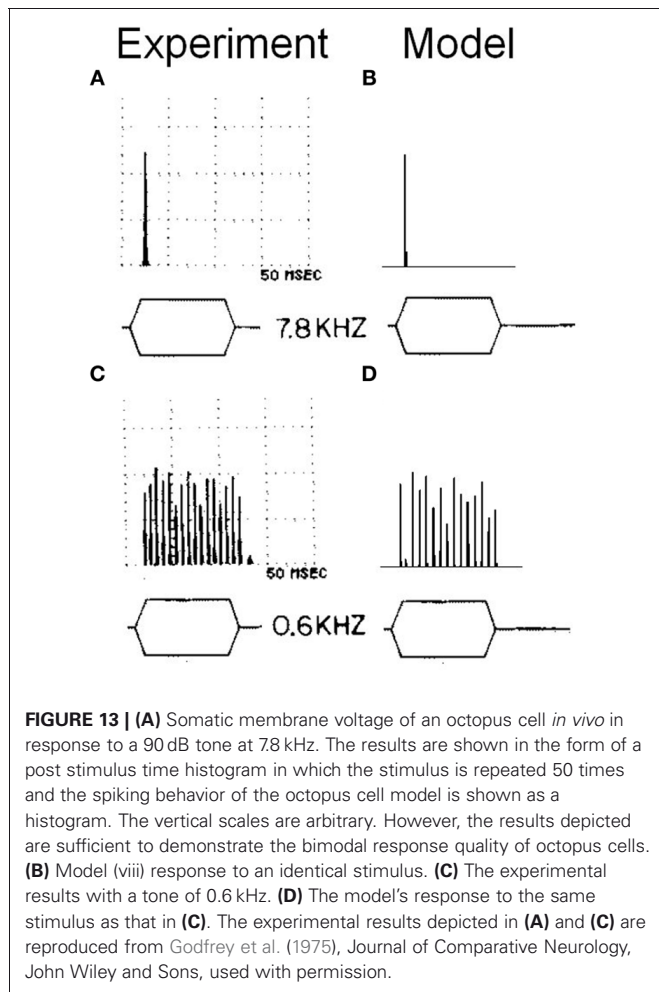 Experiment Model
A B
50 MSEC
7.8 KHZ
C D
50 MSEC
0.6 KHZ
FIGURE 13 | (A) Somatic membrane voltage of an octopus cell in vivo in
response to a 90 dB tone at 7.8 kHz. The results are shown in the form of a
post stimulus time histogram in which the stimulus is repeated 50 times
and the spiking behavior of the octopus cell model is shown as a
histogram. The vertical scales are arbitrary. However, the results depicted
are sufficient to demonstrate the bimodal response quality of octopus cells.
(B) Model (viii) response to an identical stimulus. (C) The experimental
results with a tone of 0.6 kHz. (D) The model's response to the same
stimulus as that in (C). The experimental results depicted in (A) and (C) are
reproduced from Godfrey et al. (1975), Journal of Comparative Neurology,
John Wiley and Sons, used with permission.